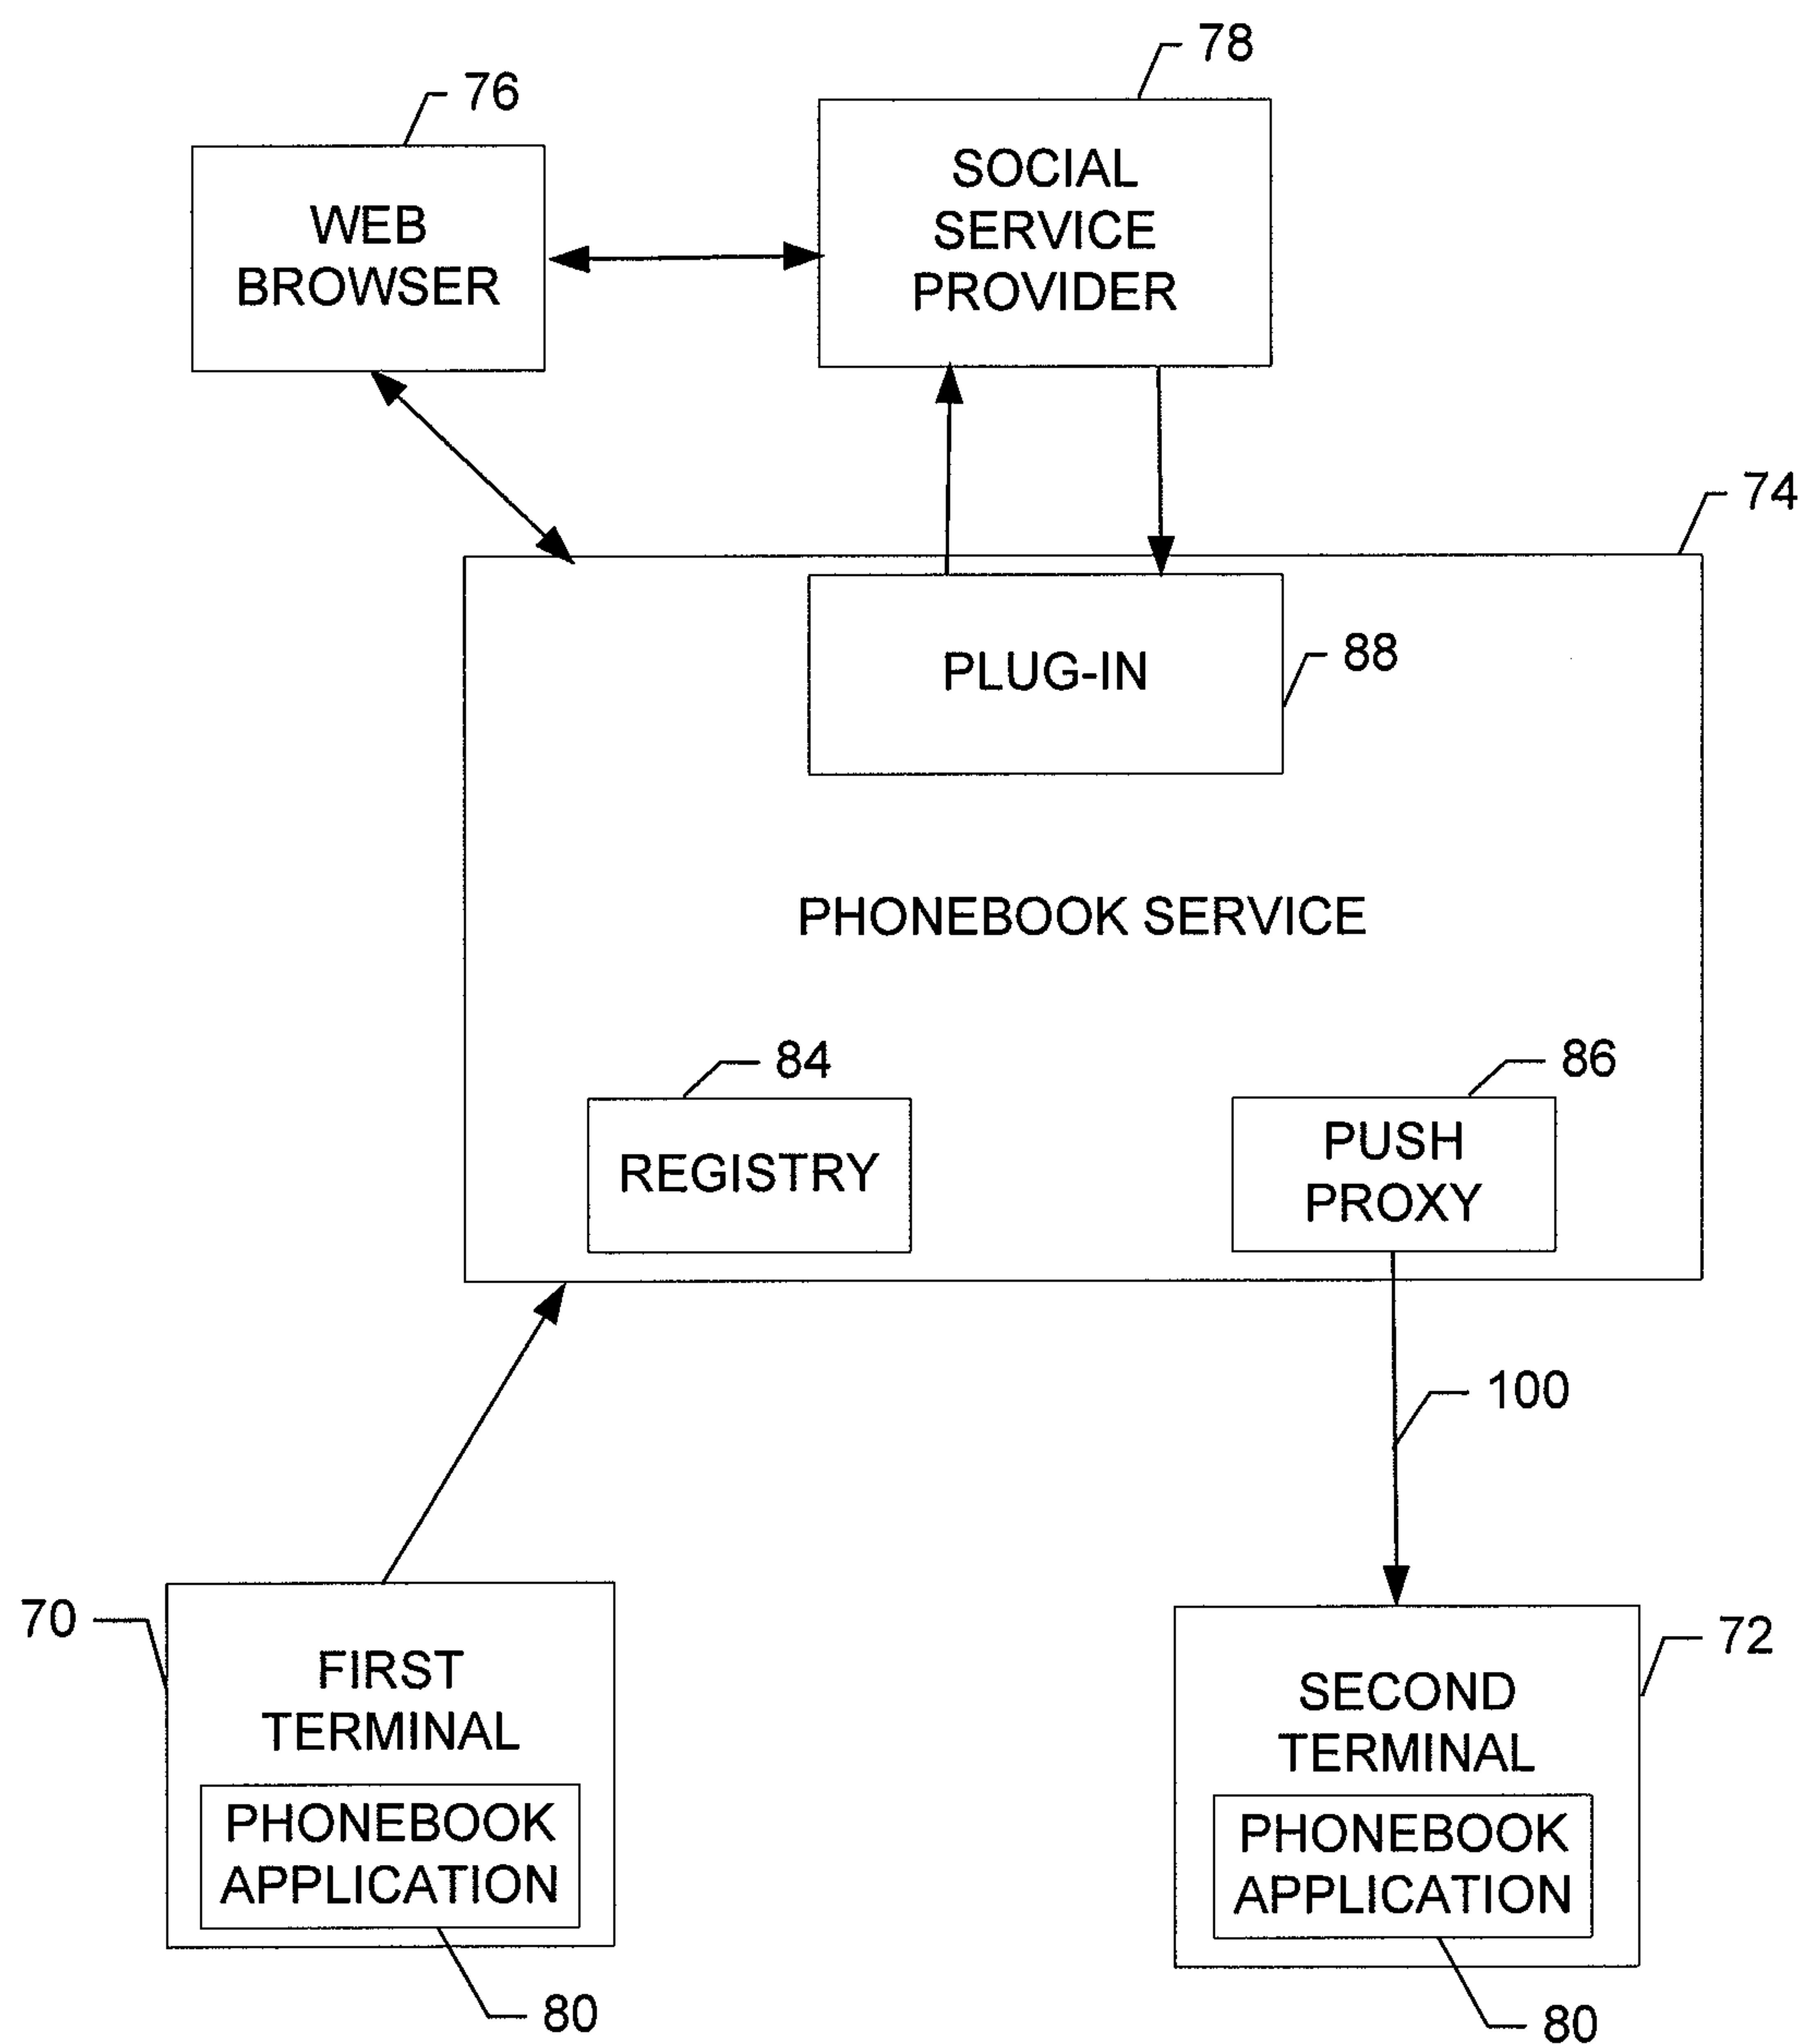 78
76
SOCIAL
SERVICE
PROVIDER
WEB
BROWSER
74
PLUG-IN
88
PHONEBOOK SERVICE
84
86
REGISTRY
PUSH
PROXY
100
70
72
FIRST
TERMINAL
SECOND
TERMINAL
PHONEBOOK
APPLICATION
PHONEBOOK
APPLICATION
80
80